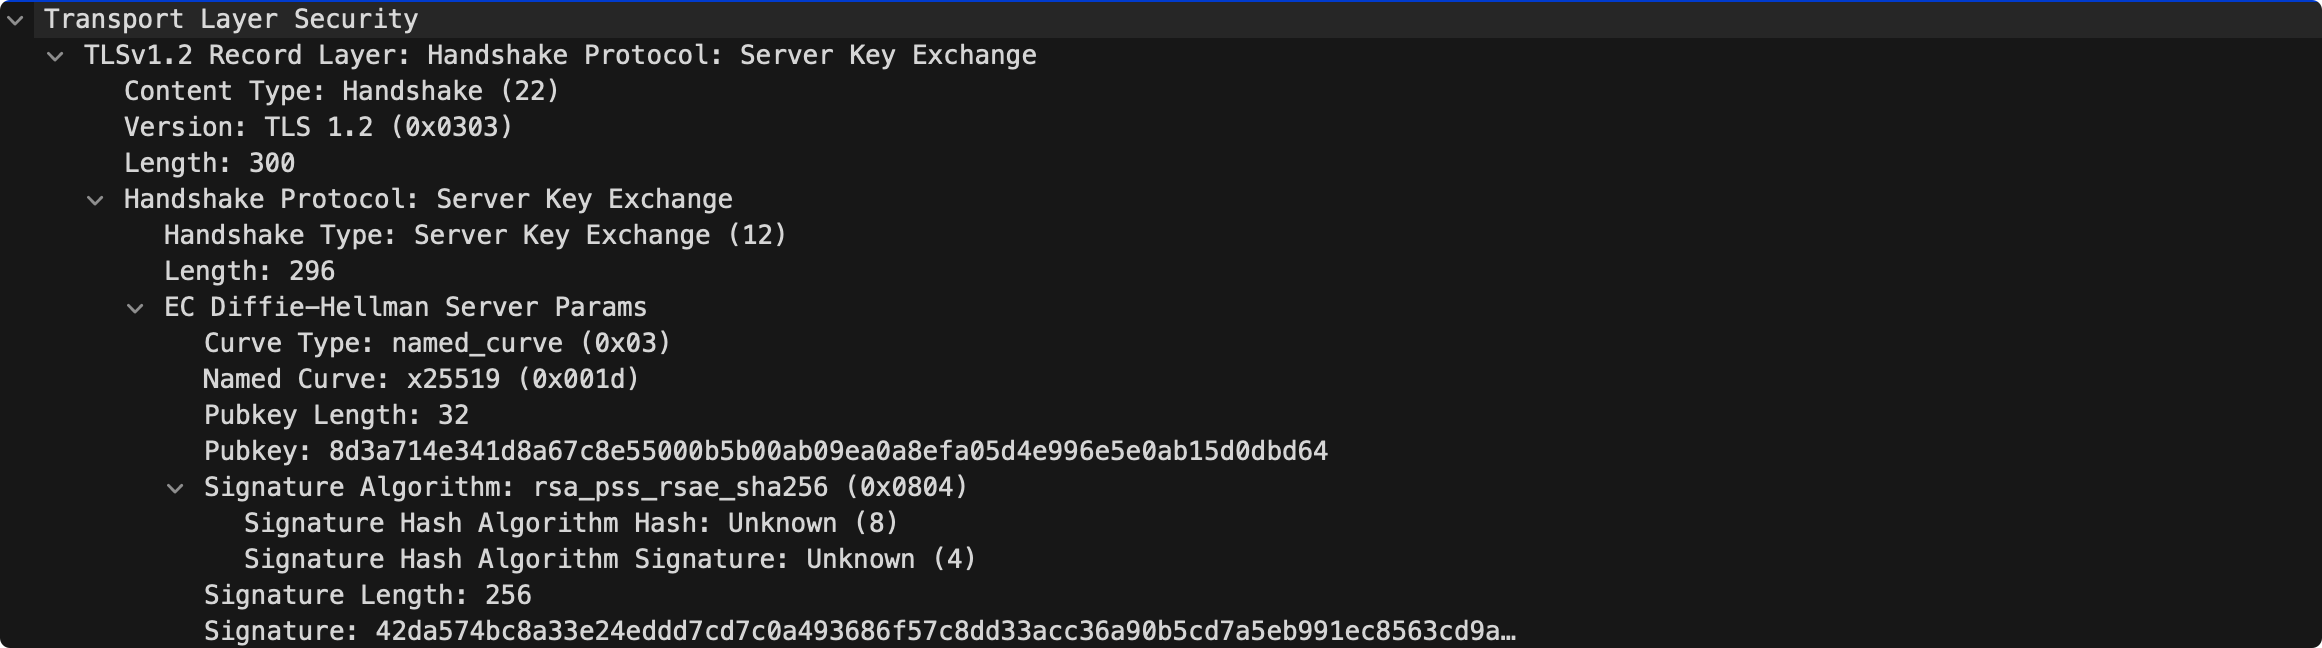 Transport Layer Security
TLSv1.2 Record Layer: Handshake Protocol: Server Key Exchange
Content Type: Handshake (22)
Version: TLS 1.2 (0x0303)
Length: 300
Handshake Protocol: Server Key Exchange
Handshake Type: Server Key Exchange (12)
Length: 296
EC Diffie-Hellman Server Params
Curve Type: named_curve (0x03)
Named Curve: x25519 (0x001d)
Pubkey Length: 32
Pubkey: 8d3a714e341d8a67c8e55000b5b00ab09ea0a8efa05d4e996e5e0ab15d0dbd64
Signature Algorithm: rsa_pss_rsae_sha256 (0x0804)
Signature Hash Algorithm Hash: Unknown (8)
Signature Hash Algorithm Signature: Unknown (4)
Signature Length: 256
Signature: 42da574bc8a33e24eddd7cd7c0a493686f57c8dd33acc36a90b5cd7a5eb991ec8563cd9a…